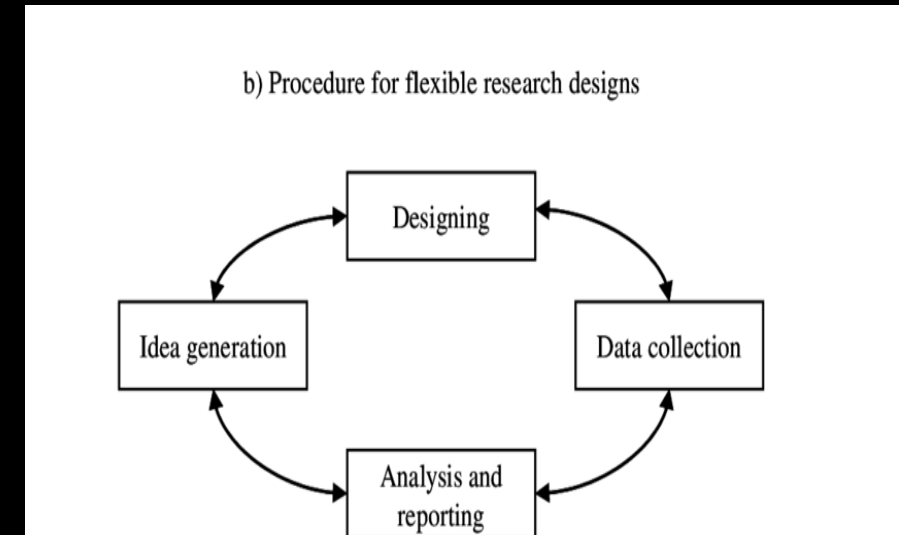 b) Procedure for flexible research designs
Designing
Idea generation
Data collection
Analysis and
reporting